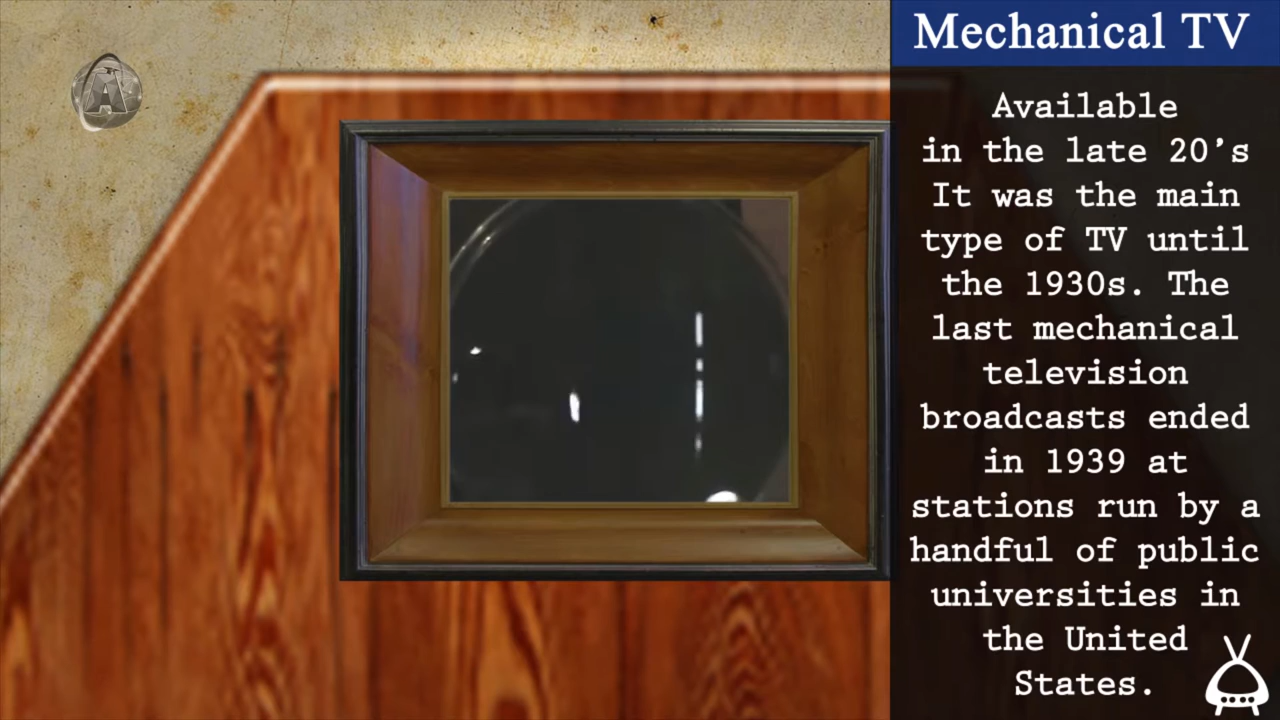 Mechanical TV
Available
in the late 20's
It was the main
type of TV until
the 1930s. The
last mechanical
television
broadcasts ended
in 1939 at
stations run by a
handful of public
universities in
the United
States.
A